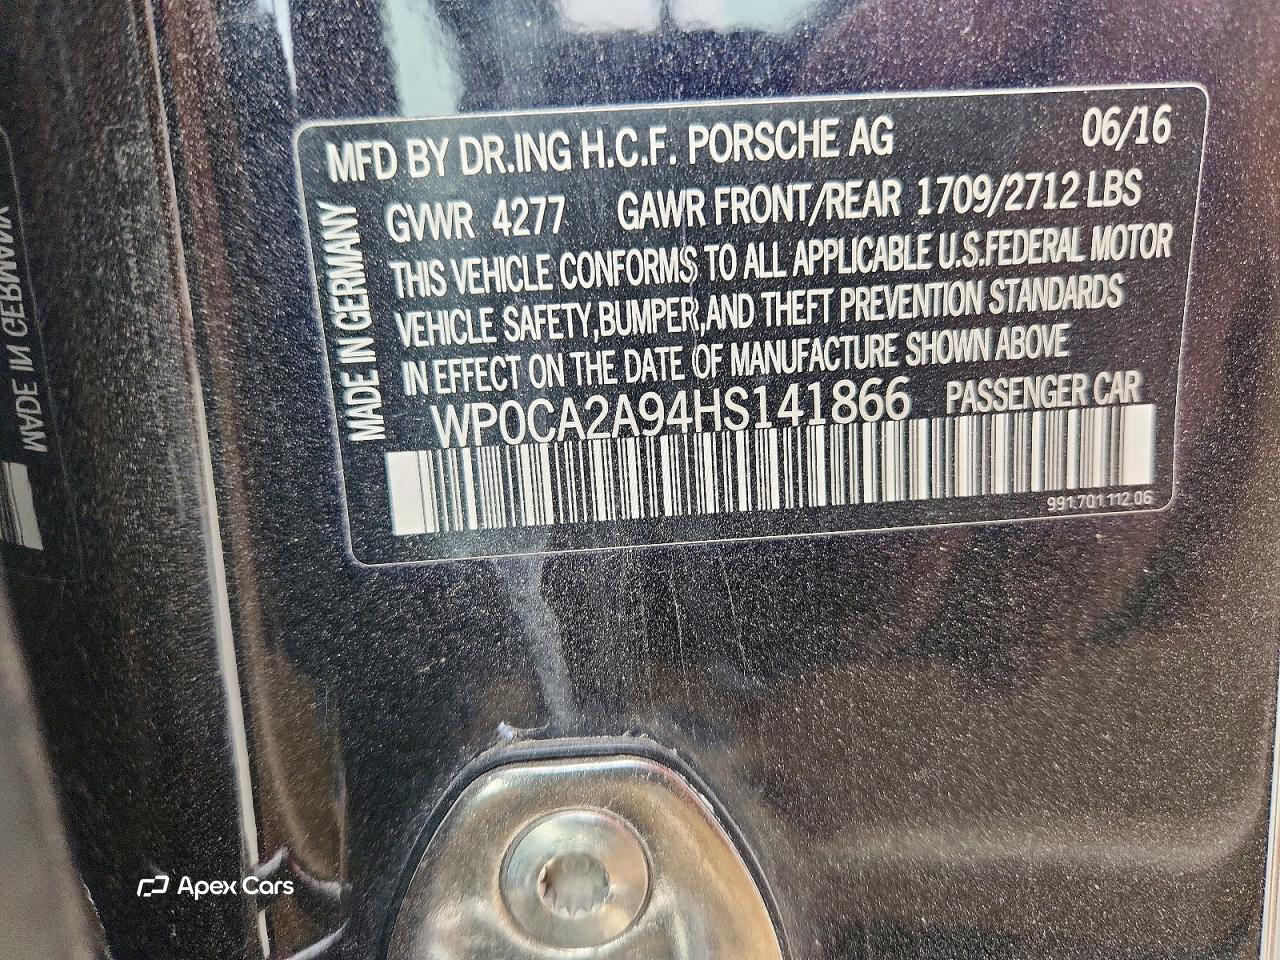 MFD BY DR.ING H.C.F. PORSCHE AG 06/16
GVWR 4277 GAWR FRONT/REAR 1709/2712 LBS
THIS VEHICLE CONFORMS TO ALL APPLICABLE U.S.FEDERAL MOTOR
VEHICLE SAFETY,BUMPER,AND THEFT PREVENTION STANDARDS
IN EFFECT ON THE DATE OF MANUFACTURE SHOWN ABOVE
WP0CA2A94HS141866 PASSENGER CAR
991.701.112.06
MADE IN GERMANY
MADE IN GERMANY
Apex Cars